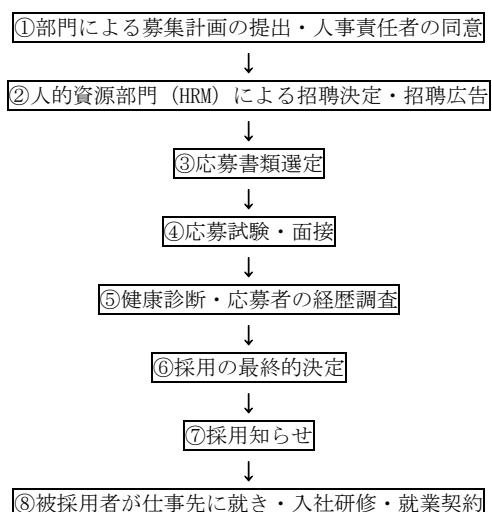 ①部門による募集計画の提出・人事責任者の同意
↓
②人的資源部門（HRM）による招聘決定・招聘広告
↓
③応募書類選定
↓
④応募試験・面接
↓
⑤健康診断・応募者の経歴調査
↓
⑥採用の最終的決定
↓
⑦採用知らせ
↓
⑧被採用者が仕事先に就き・入社研修・就業契約